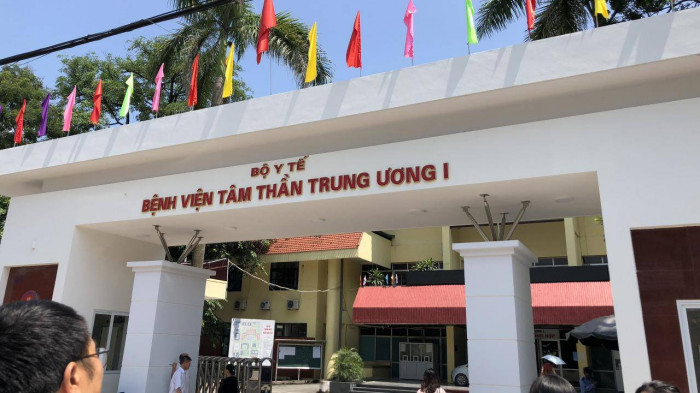 BỘ Y TẾ
BỆNH VIỆN TÂM THẦN TRUNG ƯƠNG I